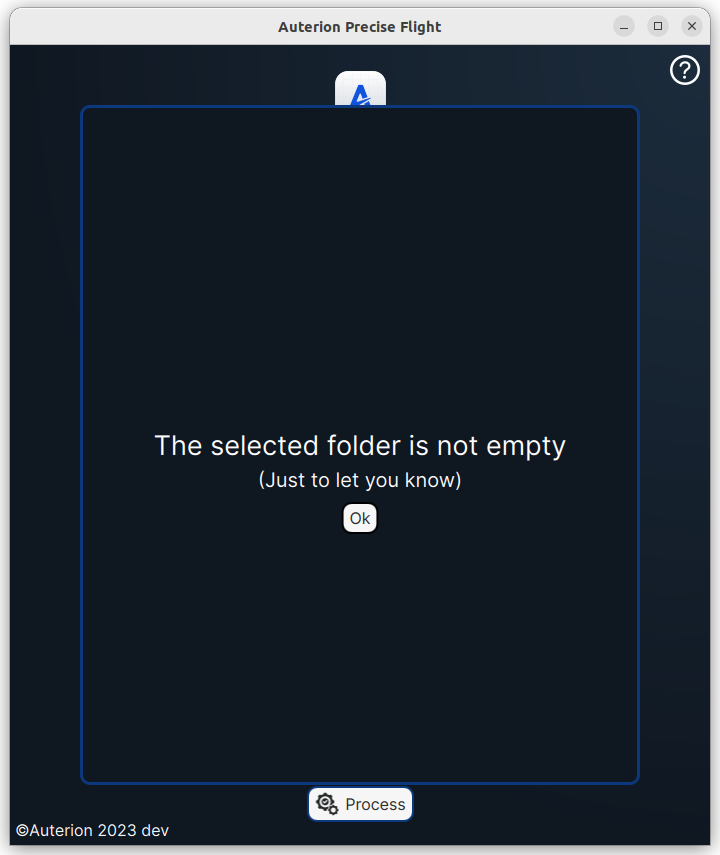 Auterion Precise Flight
?
The selected folder is not empty
(Just to let you know)
Ok
Process
©Auterion 2023 dev